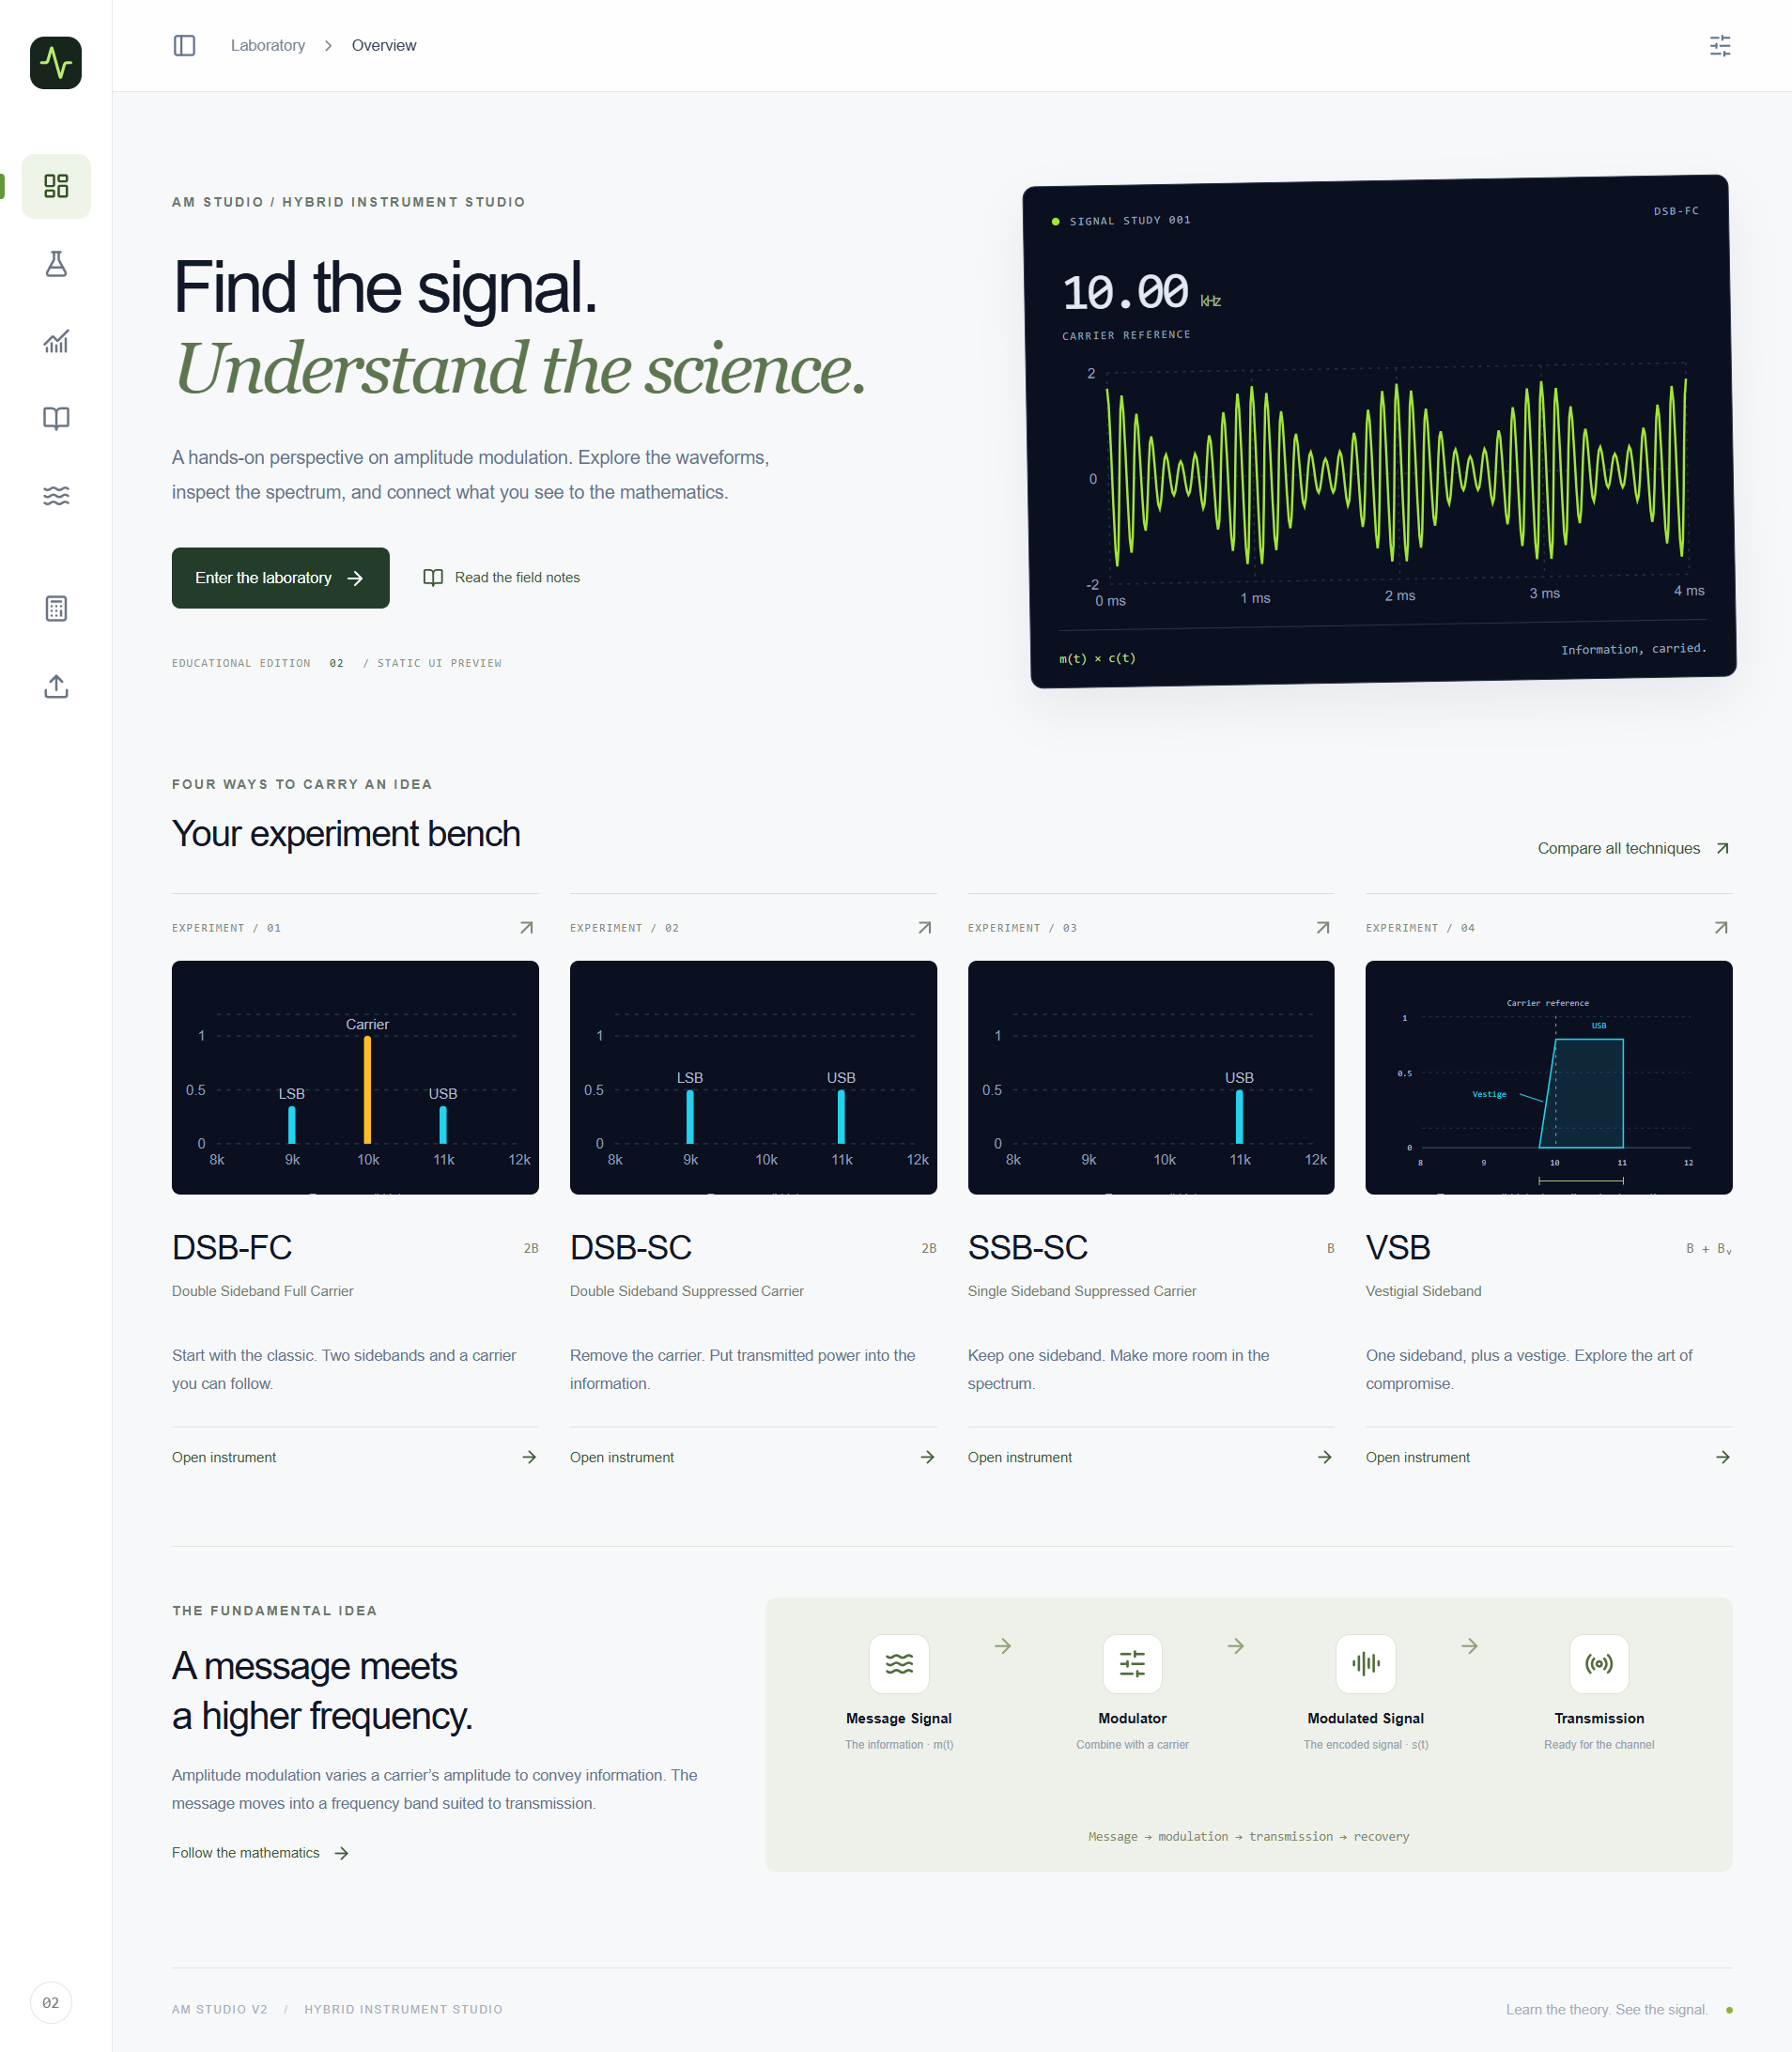 Laboratory > Overview
AM STUDIO / HYBRID INSTRUMENT STUDIO
Find the signal.
Understand the science.
A hands-on perspective on amplitude modulation. Explore the waveforms,
inspect the spectrum, and connect what you see to the mathematics.
Enter the laboratory
Read the field notes
EDUCATIONAL EDITION 02 / STATIC UI PREVIEW
SIGNAL STUDY 001
DSB-FC
10.00 kHz
CARRIER REFERENCE
2
0
-2
0 ms 1 ms 2 ms 3 ms 4 ms
m(t) × c(t)
Information, carried.
FOUR WAYS TO CARRY AN IDEA
Your experiment bench
Compare all techniques
EXPERIMENT / 01
Carrier
LSB
USB
1
0.5
0
8k 9k 10k 11k 12k
DSB-FC
2B
Double Sideband Full Carrier
Start with the classic. Two sidebands and a carrier
you can follow.
Open instrument
EXPERIMENT / 02
LSB
USB
1
0.5
0
8k 9k 10k 11k 12k
DSB-SC
2B
Double Sideband Suppressed Carrier
Remove the carrier. Put transmitted power into the
information.
Open instrument
EXPERIMENT / 03
USB
1
0.5
0
8k 9k 10k 11k 12k
SSB-SC
B
Single Sideband Suppressed Carrier
Keep one sideband. Make more room in the
spectrum.
Open instrument
EXPERIMENT / 04
Carrier reference
USB
Vestige
1
0.5
0
8 9 10 11 12
VSB
B + Bᵥ
Vestigial Sideband
One sideband, plus a vestige. Explore the art of
compromise.
Open instrument
THE FUNDAMENTAL IDEA
A message meets
a higher frequency.
Amplitude modulation varies a carrier’s amplitude to convey information. The
message moves into a frequency band suited to transmission.
Follow the mathematics
Message Signal
The information · m(t)
Modulator
Combine with a carrier
Modulated Signal
The encoded signal · s(t)
Transmission
Ready for the channel
Message → modulation → transmission → recovery
02
AM STUDIO V2 / HYBRID INSTRUMENT STUDIO
Learn the theory. See the signal.